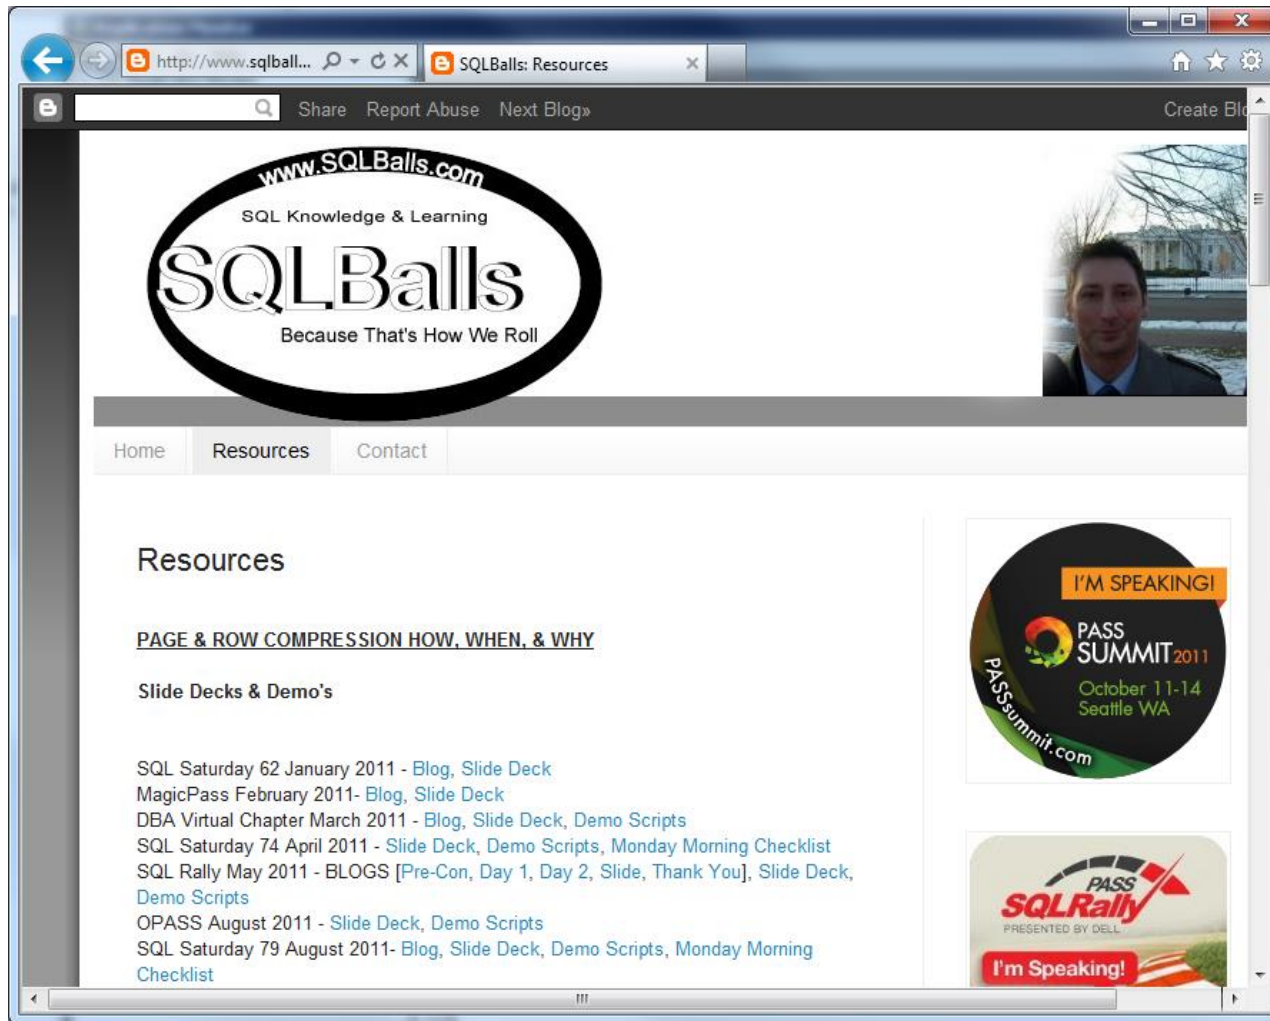 http://www.sqlball...
SQLBalls: Resources
Share Report Abuse Next Blog»
Create Blo
www.SQLBalls.com
SQL Knowledge & Learning
SQLBalls
Because That's How We Roll
Home Resources Contact
Resources
PAGE & ROW COMPRESSION HOW, WHEN, & WHY
Slide Decks & Demo's
SQL Saturday 62 January 2011 - Blog, Slide Deck
MagicPass February 2011- Blog, Slide Deck
DBA Virtual Chapter March 2011 - Blog, Slide Deck, Demo Scripts
SQL Saturday 74 April 2011 - Slide Deck, Demo Scripts, Monday Morning Checklist
SQL Rally May 2011 - BLOGS [Pre-Con, Day 1, Day 2, Slide, Thank You], Slide Deck,
Demo Scripts
OPASS August 2011 - Slide Deck, Demo Scripts
SQL Saturday 79 August 2011- Blog, Slide Deck, Demo Scripts, Monday Morning
Checklist
I'M SPEAKING!
PASS
SUMMIT 2011
October 11-14
Seattle WA
PASSsummit.com
PASS
SQLRally
PRESENTED BY DELL
I'm Speaking!